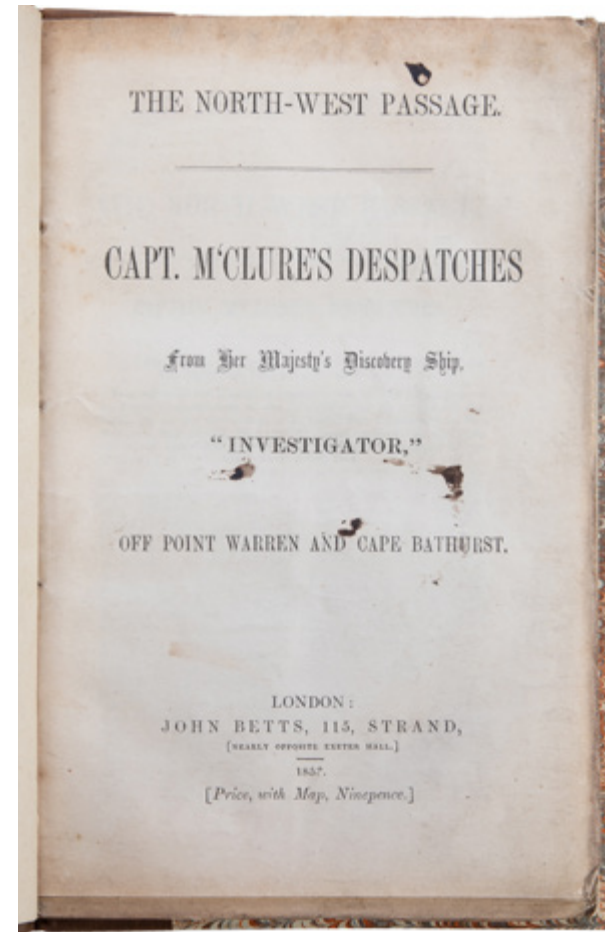 THE NORTH-WEST PASSAGE.
CAPT. M‘CLURE'S DESPATCHES
From Her Majesty's Discovery Ship,
“INVESTIGATOR,”
OFF POINT WARREN AND CAPE BATHURST.
LONDON:
JOHN BETTS, 115, STRAND,
[NEARLY OPPOSITE EXETER HALL.]
[Price, with Map, Ninepence.]